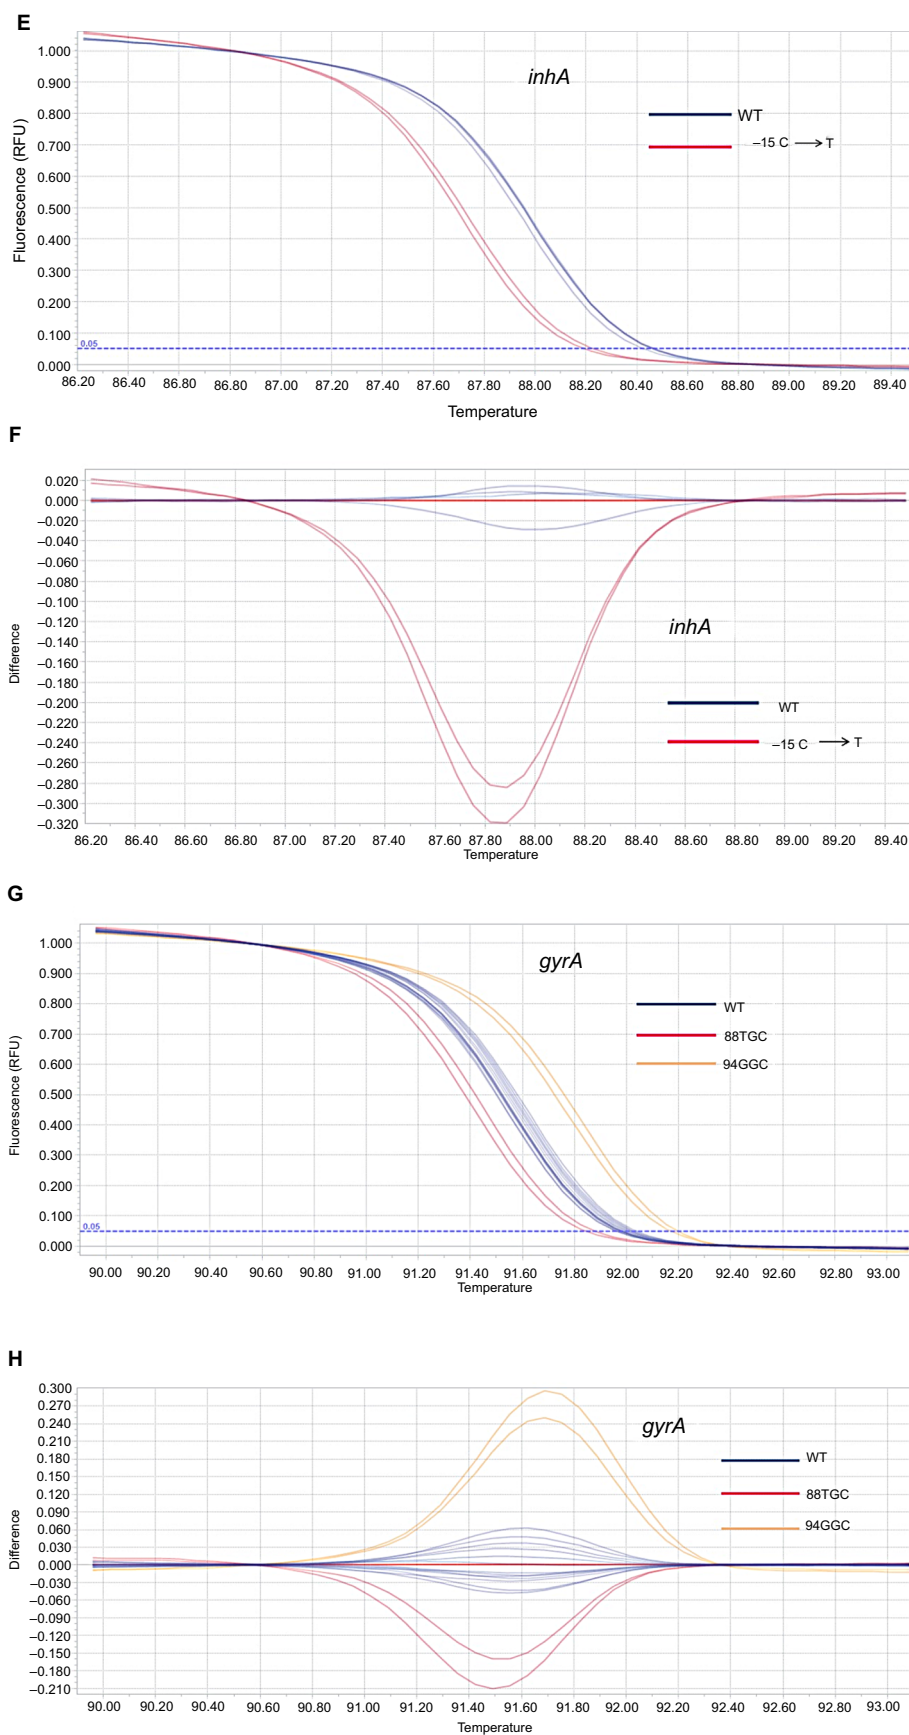 E
inhA
WT
–15 C → T
Fluorescence (RFU)
1.000
0.900
0.800
0.700
0.600
0.500
0.400
0.300
0.200
0.100
0.000
0.05
86.20 86.40 86.60 86.80 87.00 87.20 87.40 87.60 87.80 88.00 88.20 88.40 88.60 88.80 89.00 89.20 89.40
Temperature
F
inhA
WT
–15 C → T
Difference
0.020
0.000
–0.020
–0.040
–0.060
–0.080
–0.100
–0.120
–0.140
–0.160
–0.180
–0.200
–0.220
–0.240
–0.260
–0.280
–0.300
–0.320
86.20 86.40 86.60 86.80 87.00 87.20 87.40 87.60 87.80 88.00 88.20 88.40 88.60 88.80 89.00 89.20 89.40
Temperature
G
gyrA
WT
88TGC
94GGC
Fluorescence (RFU)
1.000
0.900
0.800
0.700
0.600
0.500
0.400
0.300
0.200
0.100
0.000
0.05
90.00 90.20 90.40 90.60 90.80 91.00 91.20 91.40 91.60 91.80 92.00 92.20 92.40 92.60 92.80 93.00
Temperature
H
gyrA
WT
88TGC
94GGC
Difference
0.300
0.270
0.240
0.210
0.180
0.150
0.120
0.090
0.060
0.030
0.000
–0.030
–0.060
–0.090
–0.120
–0.150
–0.180
–0.210
90.00 90.20 90.40 90.60 90.80 91.00 91.20 91.40 91.60 91.80 92.00 92.20 92.40 92.60 92.80 93.00
Temperature